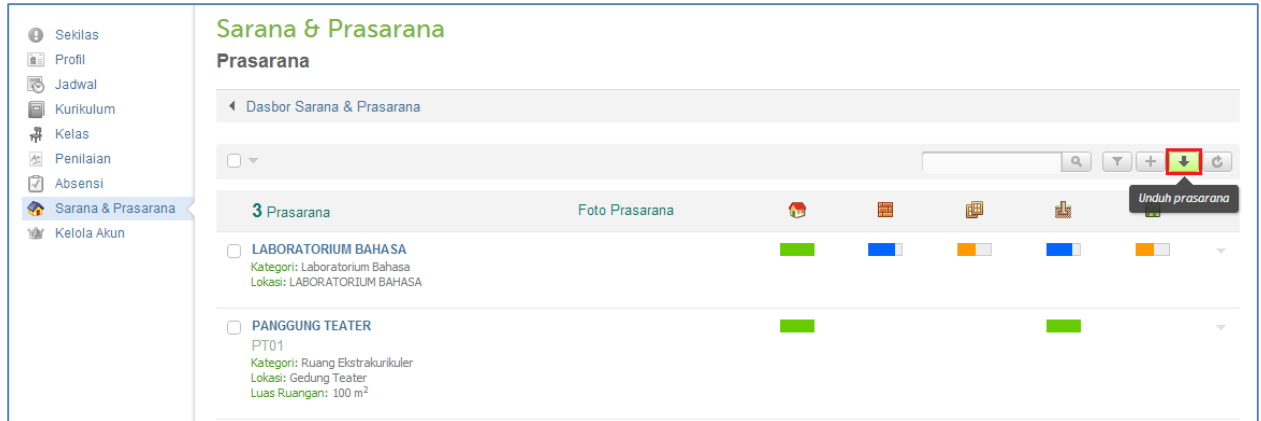 Sekilas
Profil
Jadwal
Kurikulum
Kelas
Penilaian
Absensi
Sarana & Prasarana
Kelola Akun
Sarana & Prasarana
Prasarana
Dasbor Sarana & Prasarana
Unduh prasarana
3 Prasarana Foto Prasarana
LABORATORIUM BAHASA
Kategori: Laboratorium Bahasa
Lokasi: LABORATORIUM BAHASA
PANGGUNG TEATER
PT01
Kategori: Ruang Ekstrakurikuler
Lokasi: Gedung Teater
Luas Ruangan: 100 m²